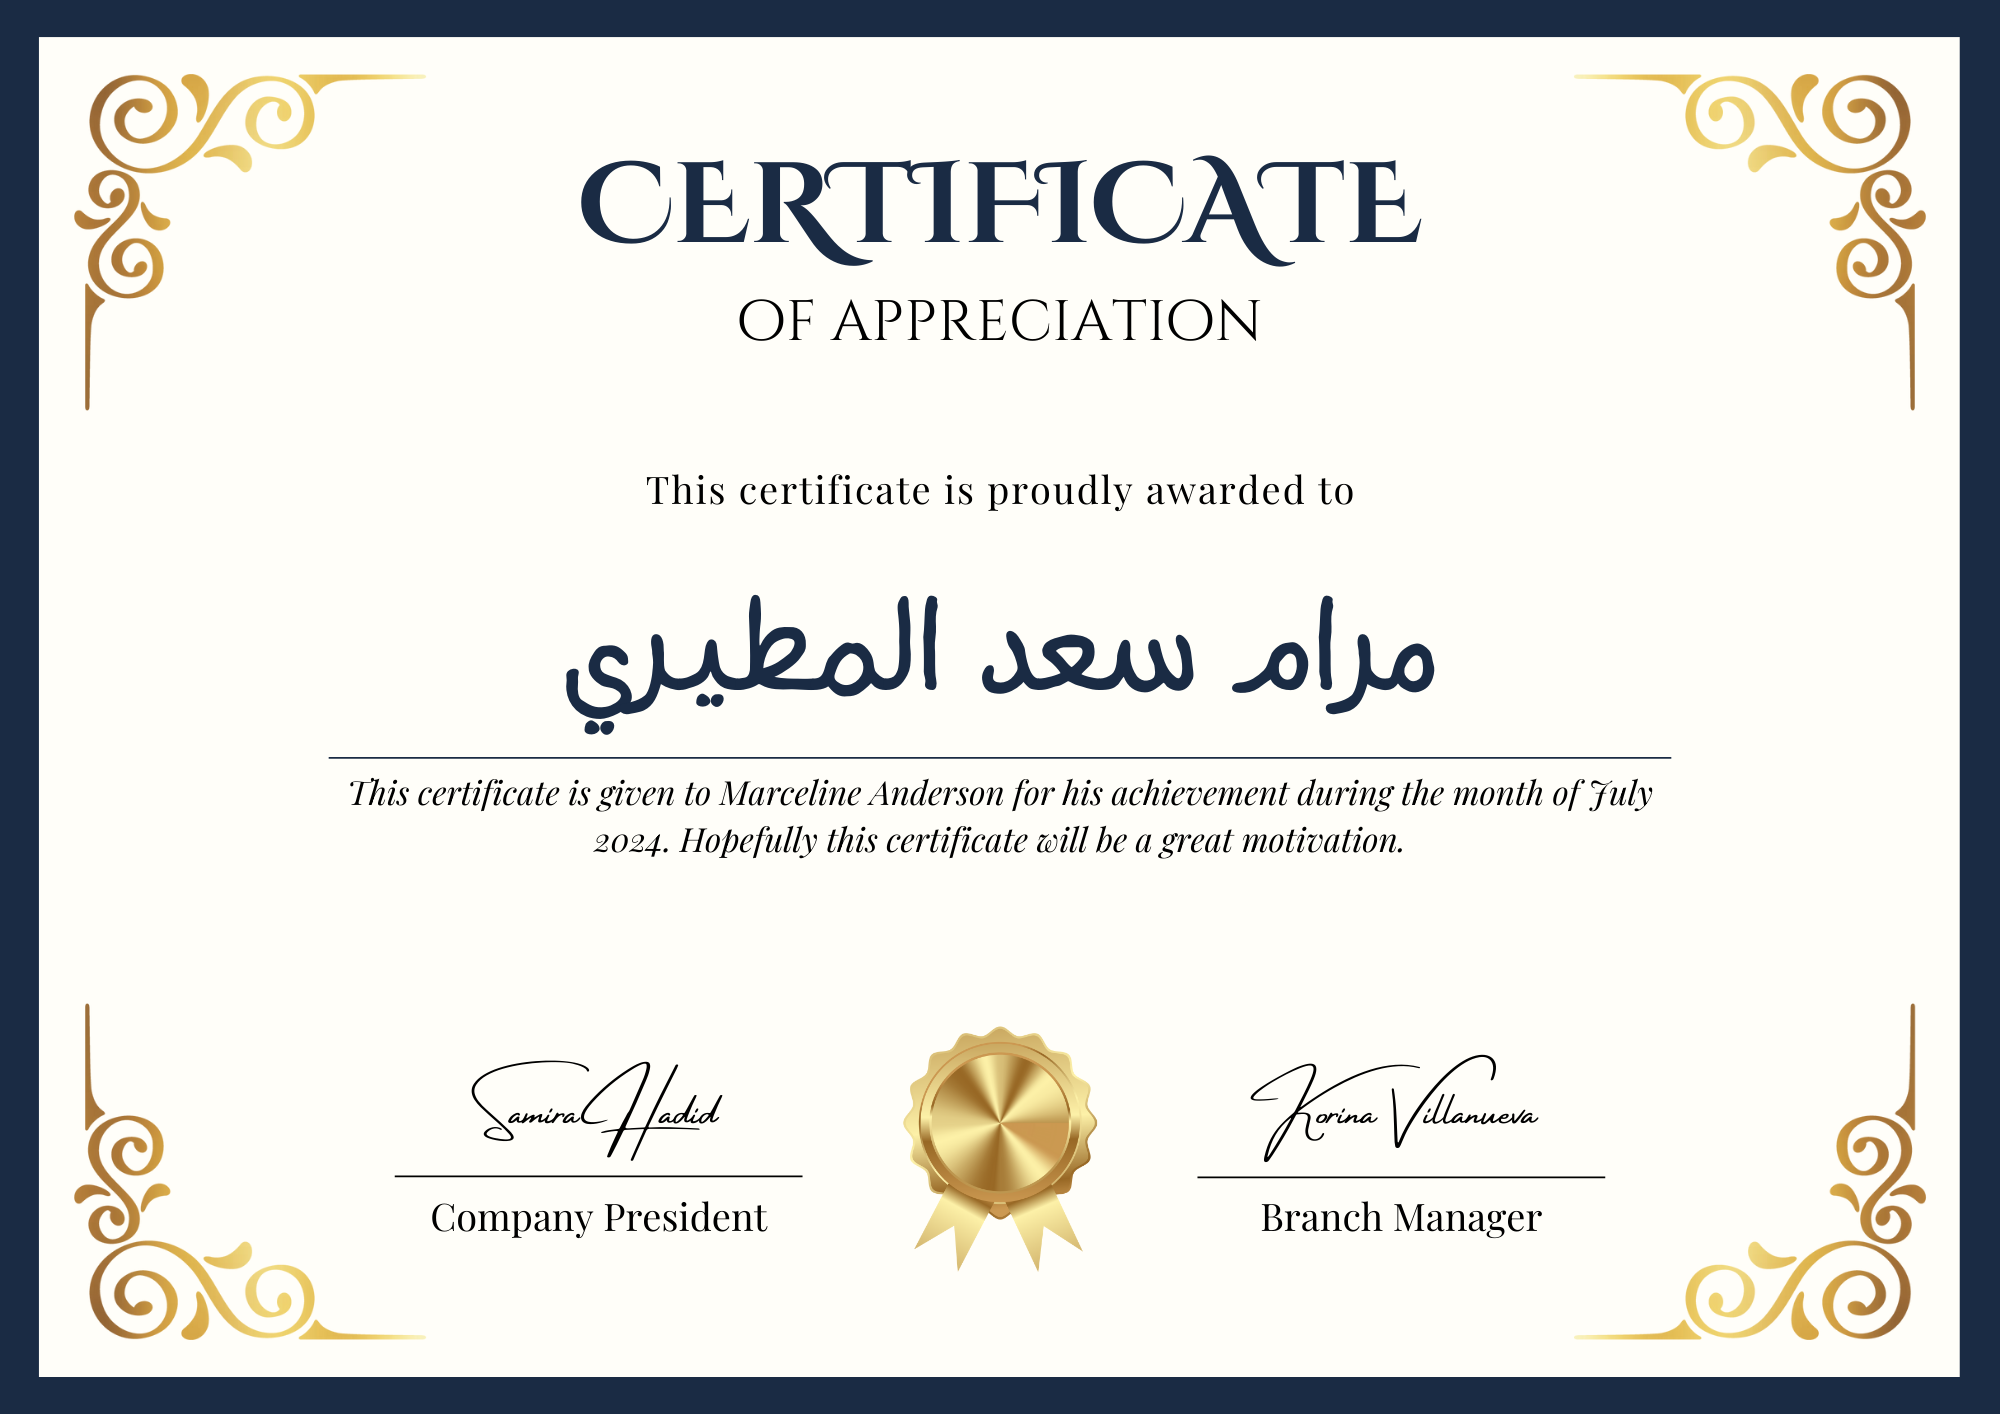 CERTIFICATE
OF APPRECIATION
This certificate is proudly awarded to
مرام سعد المطيري
This certificate is given to Marceline Anderson for his achievement during the month of July
2024. Hopefully this certificate will be a great motivation.
Samira Hadid
Korina Villanueva
Company President
Branch Manager